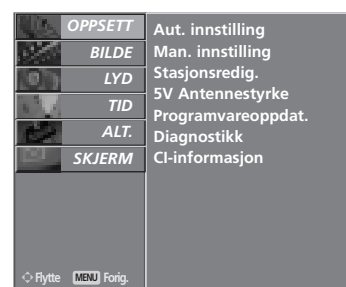 OPPSETT
BILDE
LYD
TID
ALT.
SKJERM
Aut. innstilling
Man. innstilling
Stasjonsredig.
5V Antennestyrke
Programvareoppdat.
Diagnostikk
CI-informasjon
Flytte MENU Forig.